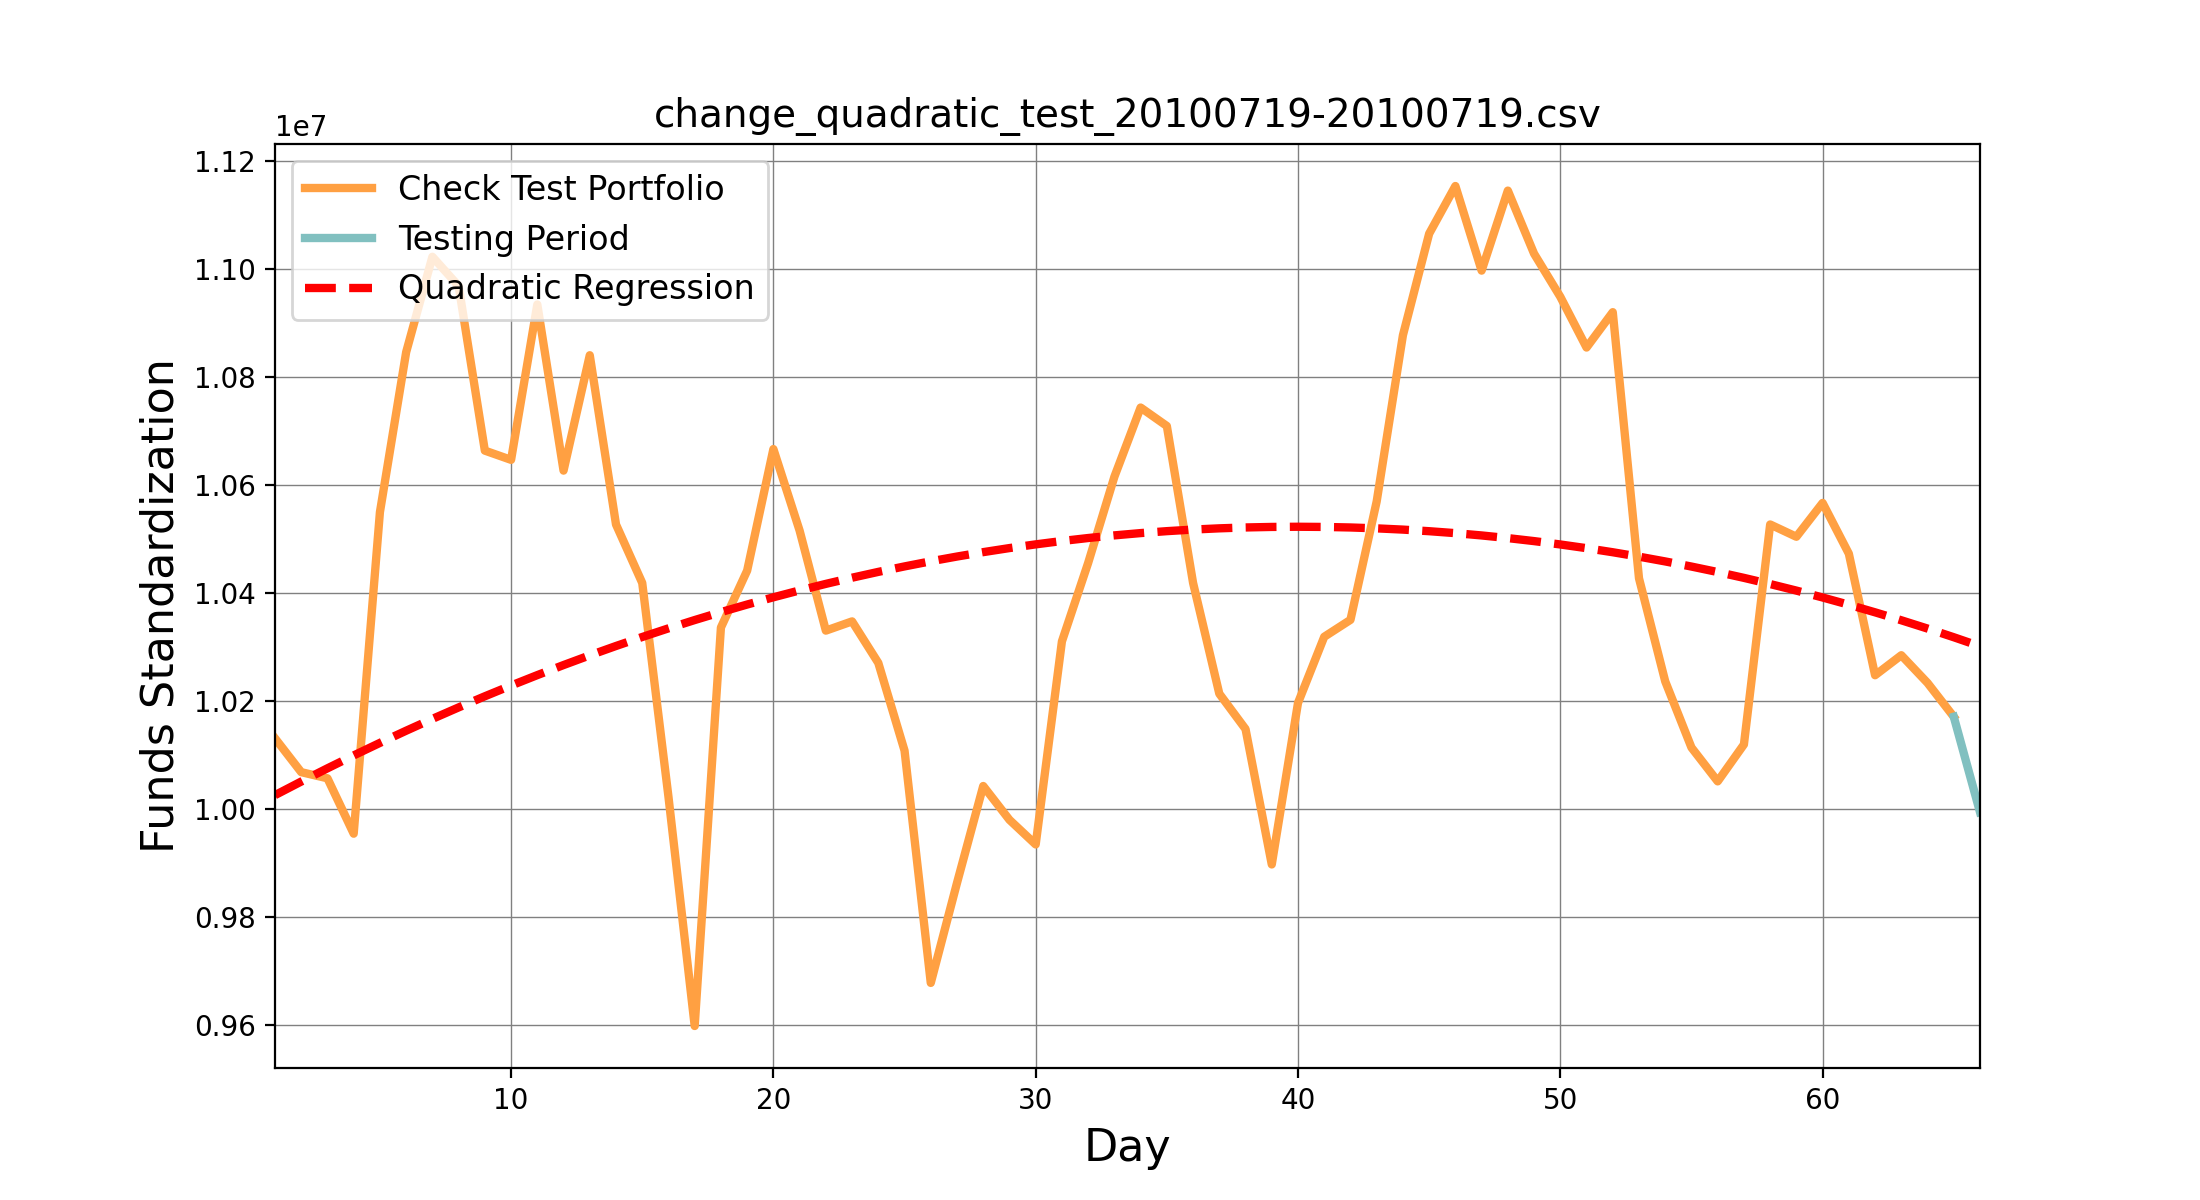 change_quadratic_test_20100719-20100719.csv
1e7
Check Test Portfolio
Testing Period
Quadratic Regression
Funds Standardization
1.12
1.10
1.08
1.06
1.04
1.02
1.00
0.98
0.96
10 20 30 40 50 60
Day